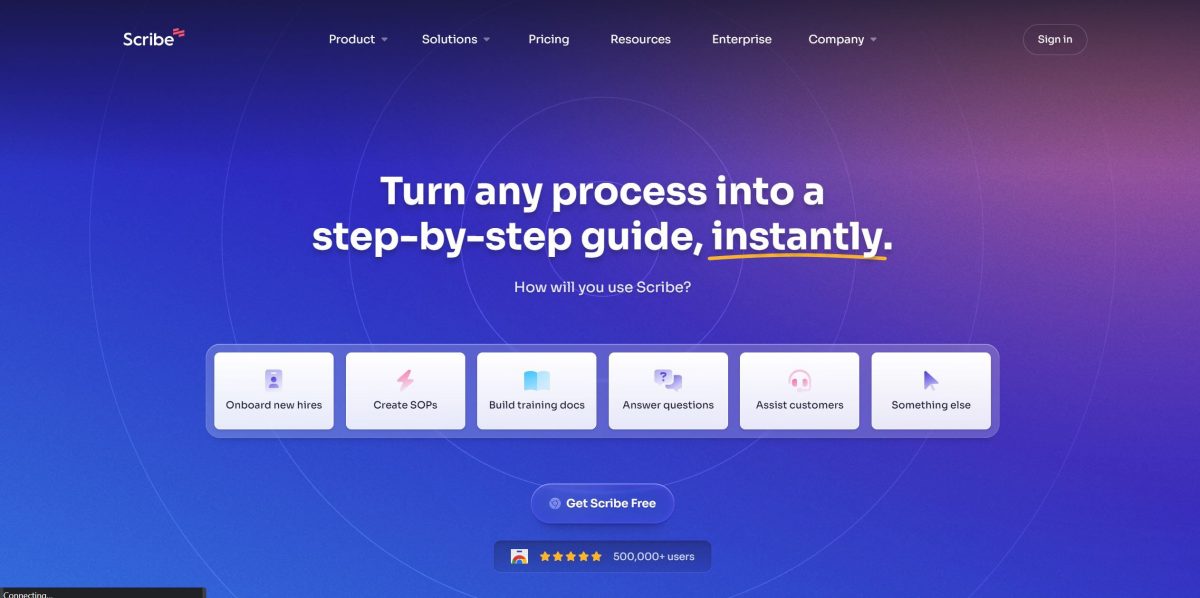 Scribe
Product
Solutions
Pricing
Resources
Enterprise
Company
Sign in
Turn any process into a
step-by-step guide, instantly.
How will you use Scribe?
Onboard new hires
Create SOPs
Build training docs
?
Answer questions
Assist customers
Something else
Get Scribe Free
500,000+ users
Connecting...